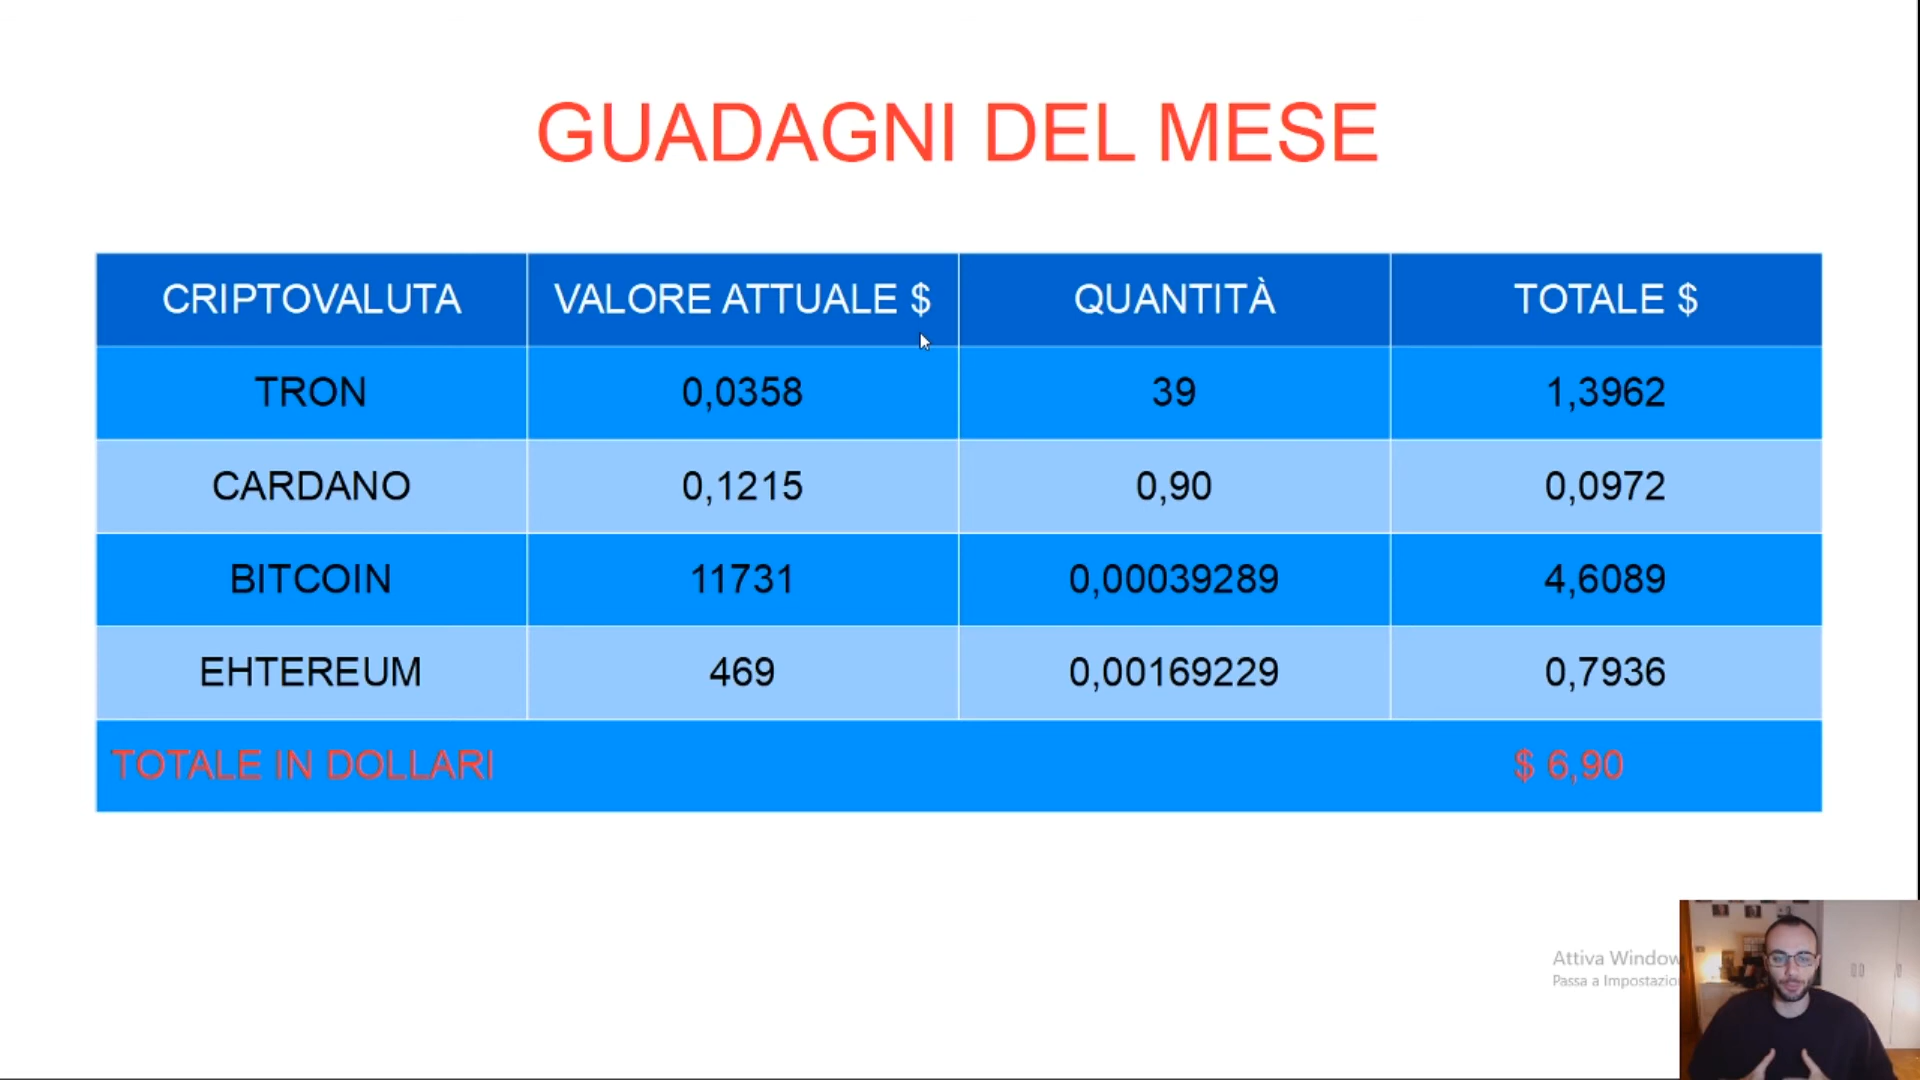 GUADAGNI DEL MESE
CRIPTOVALUTA VALORE ATTUALE $ QUANTITÀ TOTALE $
TRON 0,0358 39 1,3962
CARDANO 0,1215 0,90 0,0972
BITCOIN 11731 0,00039289 4,6089
EHTEREUM 469 0,00169229 0,7936
TOTALE IN DOLLARI $ 6,90
Attiva Window
Passa a Impostazio